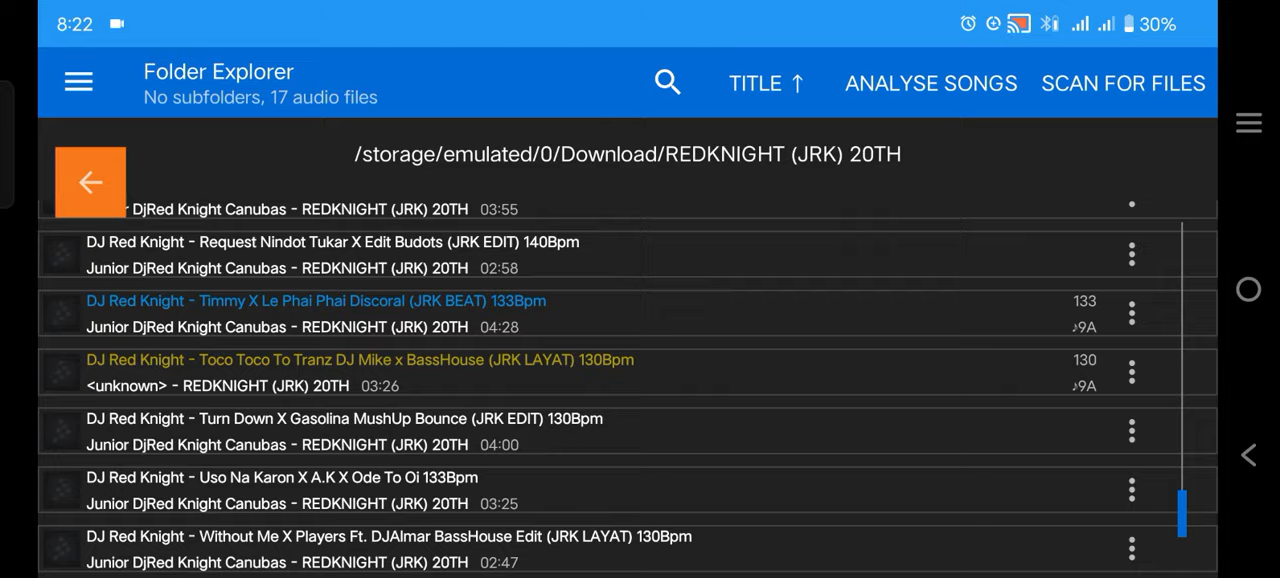 8:22
30%
Folder Explorer
No subfolders, 17 audio files
TITLE ↑
ANALYSE SONGS
SCAN FOR FILES
/storage/emulated/0/Download/REDKNIGHT (JRK) 20TH
r DjRed Knight Canubas - REDKNIGHT (JRK) 20TH 03:55
DJ Red Knight - Request Nindot Tukar X Edit Budots (JRK EDIT) 140Bpm
Junior DjRed Knight Canubas - REDKNIGHT (JRK) 20TH 02:58
DJ Red Knight - Timmy X Le Phai Phai Discoral (JRK BEAT) 133Bpm 133
Junior DjRed Knight Canubas - REDKNIGHT (JRK) 20TH 04:28 ♪9A
DJ Red Knight - Toco Toco To Tranz DJ Mike x BassHouse (JRK LAYAT) 130Bpm 130
<unknown> - REDKNIGHT (JRK) 20TH 03:26 ♪9A
DJ Red Knight - Turn Down X Gasolina MushUp Bounce (JRK EDIT) 130Bpm
Junior DjRed Knight Canubas - REDKNIGHT (JRK) 20TH 04:00
DJ Red Knight - Uso Na Karon X A.K X Ode To Oi 133Bpm
Junior DjRed Knight Canubas - REDKNIGHT (JRK) 20TH 03:25
DJ Red Knight - Without Me X Players Ft. DJAlmar BassHouse Edit (JRK LAYAT) 130Bpm
Junior DjRed Knight Canubas - REDKNIGHT (JRK) 20TH 02:47